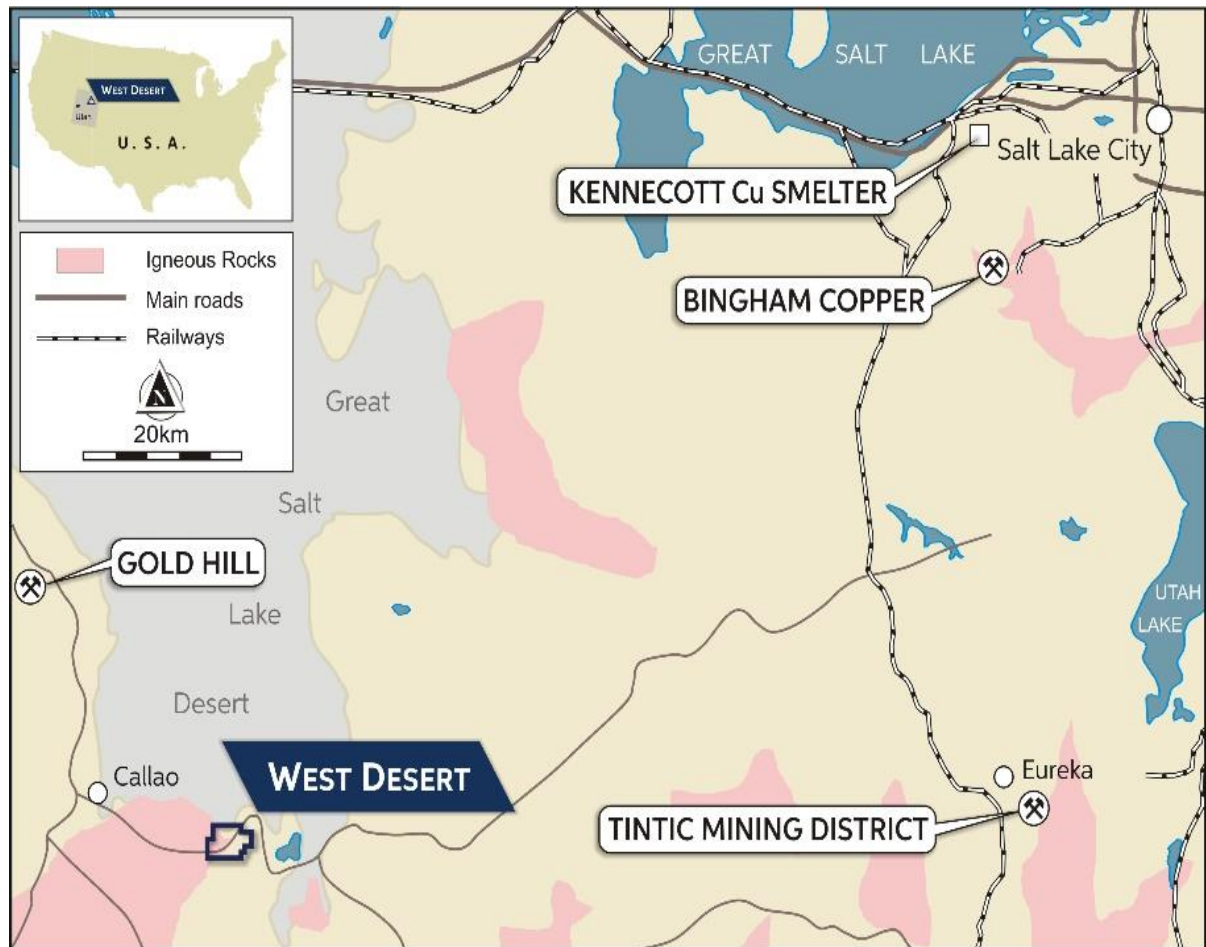 WEST DESERT
Utah
U. S. A.
Igneous Rocks
Main roads
Railways
N
20km
GREAT SALT LAKE
Salt Lake City
KENNECOTT Cu SMELTER
BINGHAM COPPER
Great
Salt
Lake
Desert
GOLD HILL
UTAH
LAKE
Callao
WEST DESERT
Eureka
TINTIC MINING DISTRICT